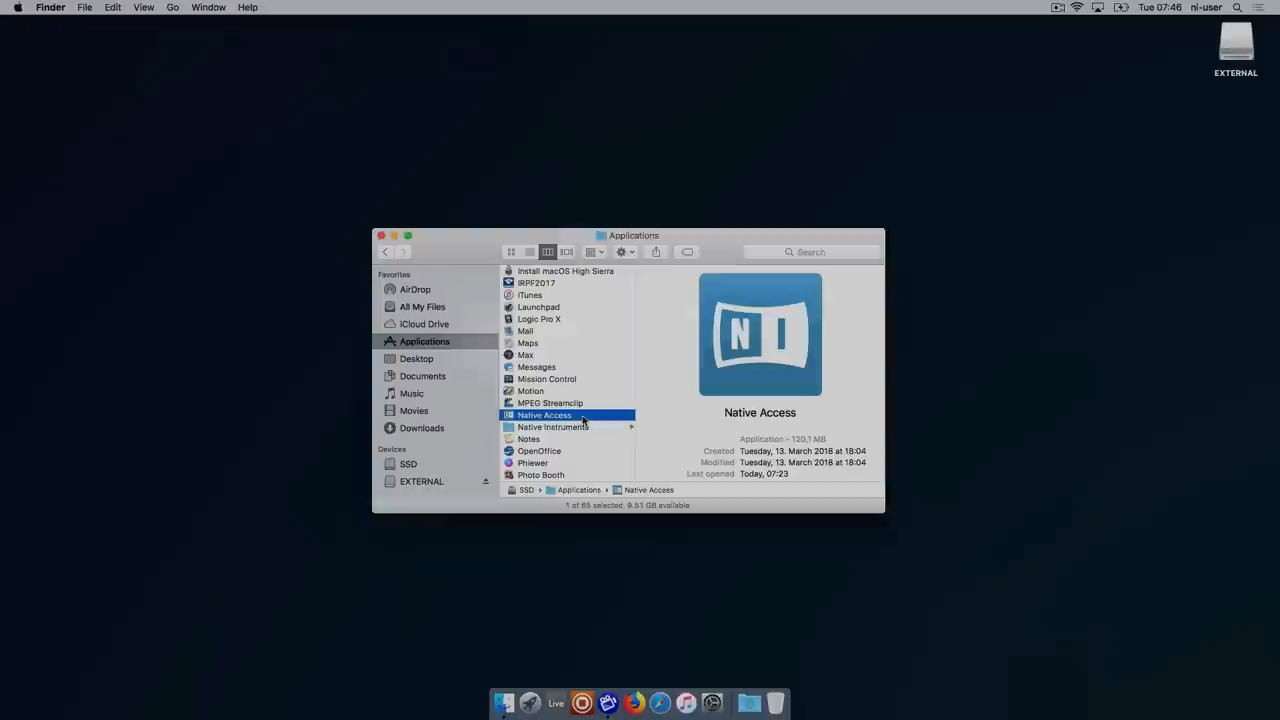 Finder File Edit View Go Window Help
Tue 07:46 ni-user
EXTERNAL
Applications
Search
Favorites
AirDrop
All My Files
iCloud Drive
Applications
Desktop
Documents
Music
Movies
Downloads
Devices
SSD
EXTERNAL
Install macOS High Sierra
IRPF2017
iTunes
Launchpad
Logic Pro X
Mail
Maps
Max
Messages
Mission Control
Motion
MPEG Streamclip
Native Access
Native Instruments
Notes
OpenOffice
Phiewer
Photo Booth
NI
Native Access
Application - 120,1 MB
Created Tuesday, 13. March 2018 at 18:04
Modified Tuesday, 13. March 2018 at 18:04
Last opened Today, 07:23
SSD › Applications › Native Access
1 of 65 selected, 9.51 GB available
Live